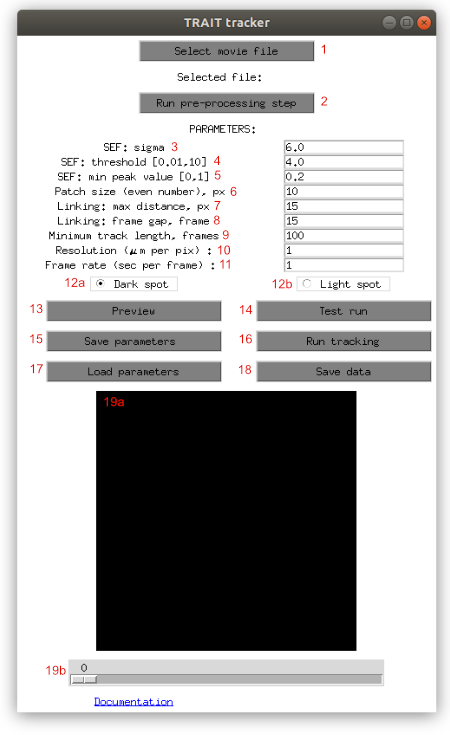 TRAIT tracker
Select movie file 1
Selected file:
Run pre-processing step 2
PARAMETERS:
SEF: sigma 3 6.0
SEF: threshold [0.01,10] 4 4.0
SEF: min peak value [0,1] 5 0.2
Patch size (even number), px 6 10
Linking: max distance, px 7 15
Linking: frame gap, frame 8 15
Minimum track length, frames 9 100
Resolution (μm per pix) : 10 1
Frame rate (sec per frame) : 11 1
12a Dark spot 12b Light spot
13 Preview 14 Test run
15 Save parameters 16 Run tracking
17 Load parameters 18 Save data
19a
19b 0
Documentation